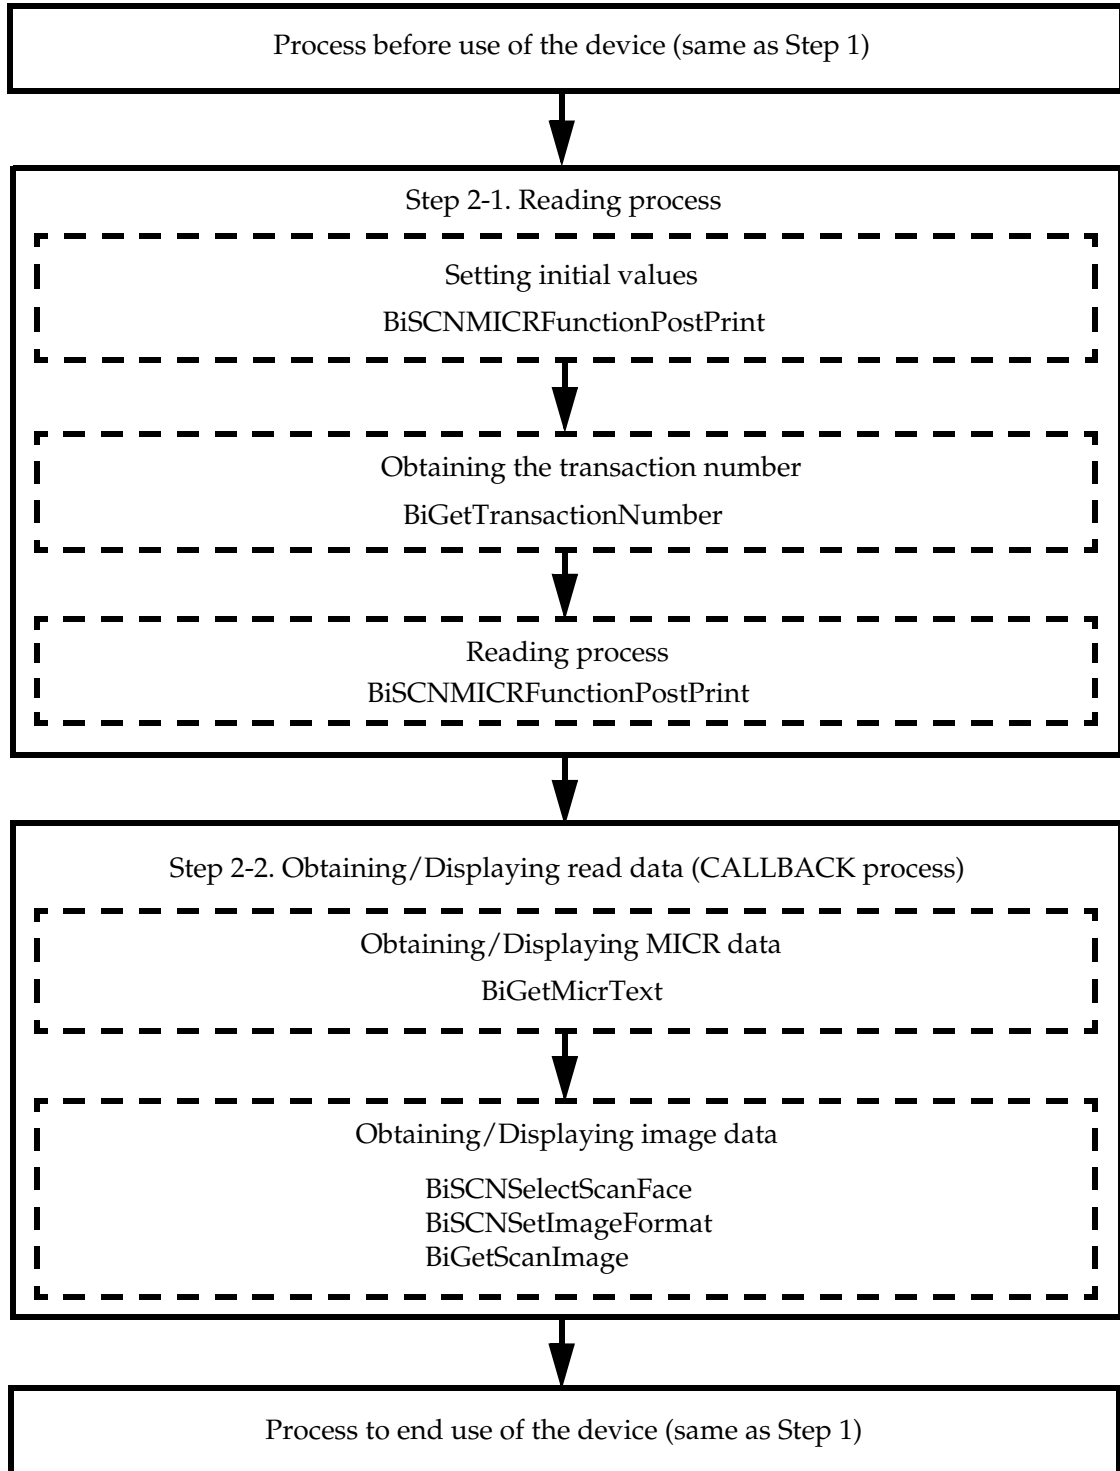 Process before use of the device (same as Step 1)
Step 2-1. Reading process
Setting initial values
BiSCNMICRFunctionPostPrint
Obtaining the transaction number
BiGetTransactionNumber
Reading process
BiSCNMICRFunctionPostPrint
Step 2-2. Obtaining/Displaying read data (CALLBACK process)
Obtaining/Displaying MICR data
BiGetMicrText
Obtaining/Displaying image data
BiSCNSelectScanFace
BiSCNSetImageFormat
BiGetScanImage
Process to end use of the device (same as Step 1)